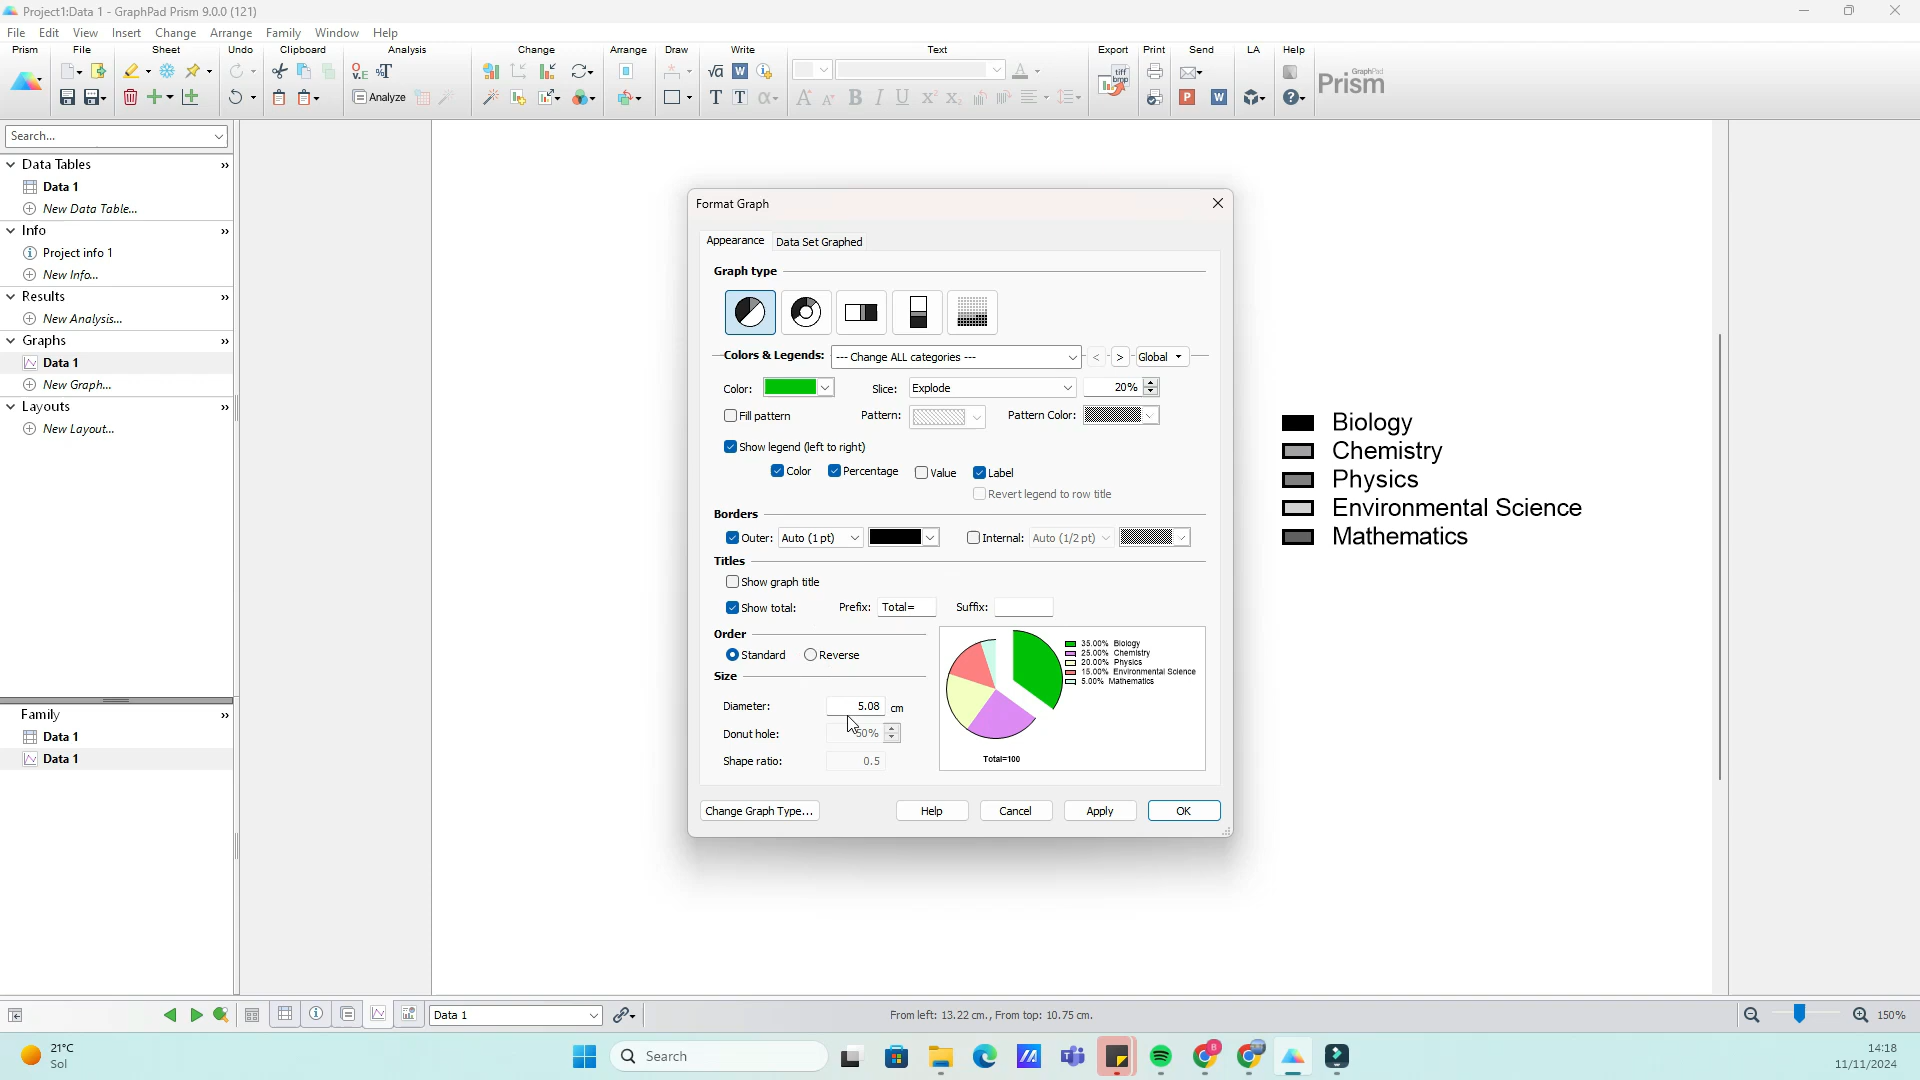 Project1:Data 1 - GraphPad Prism 9.0.0 (121)
File Edit View Insert Change Arrange Family Window Help
Prism File Sheet Undo Clipboard Analysis Change Arrange Draw Write Text Export Print Send LA Help
Analyze
tiff
bmp
GraphPad
Prism
Search...
Data Tables
Data 1
New Data Table...
Info
Project info 1
New Info...
Results
New Analysis...
Graphs
Data 1
New Graph...
Layouts
New Layout...
Family
Data 1
Data 1
Format Graph
Appearance Data Set Graphed
Graph type
Colors & Legends: --- Change ALL categories --- < > Global
Color: Slice: Explode 20%
Fill pattern Pattern: Pattern Color:
Show legend (left to right)
Color Percentage Value Label
Revert legend to row title
Borders
Outer: Auto (1 pt) Internal: Auto (1/2 pt)
Titles
Show graph title
Show total: Prefix: Total= Suffix:
Order
Standard Reverse
Size
Diameter: 5.08 cm
Donut hole: 50%
Shape ratio: 0.5
35.00% Biology
25.00% Chemistry
20.00% Physics
15.00% Environmental Science
5.00% Mathematics
Total=100
Change Graph Type... Help Cancel Apply OK
Biology
Chemistry
Physics
Environmental Science
Mathematics
Data 1 From left: 13.22 cm., From top: 10.75 cm. 150%
21°C
Sol
Search
14:18
11/11/2024